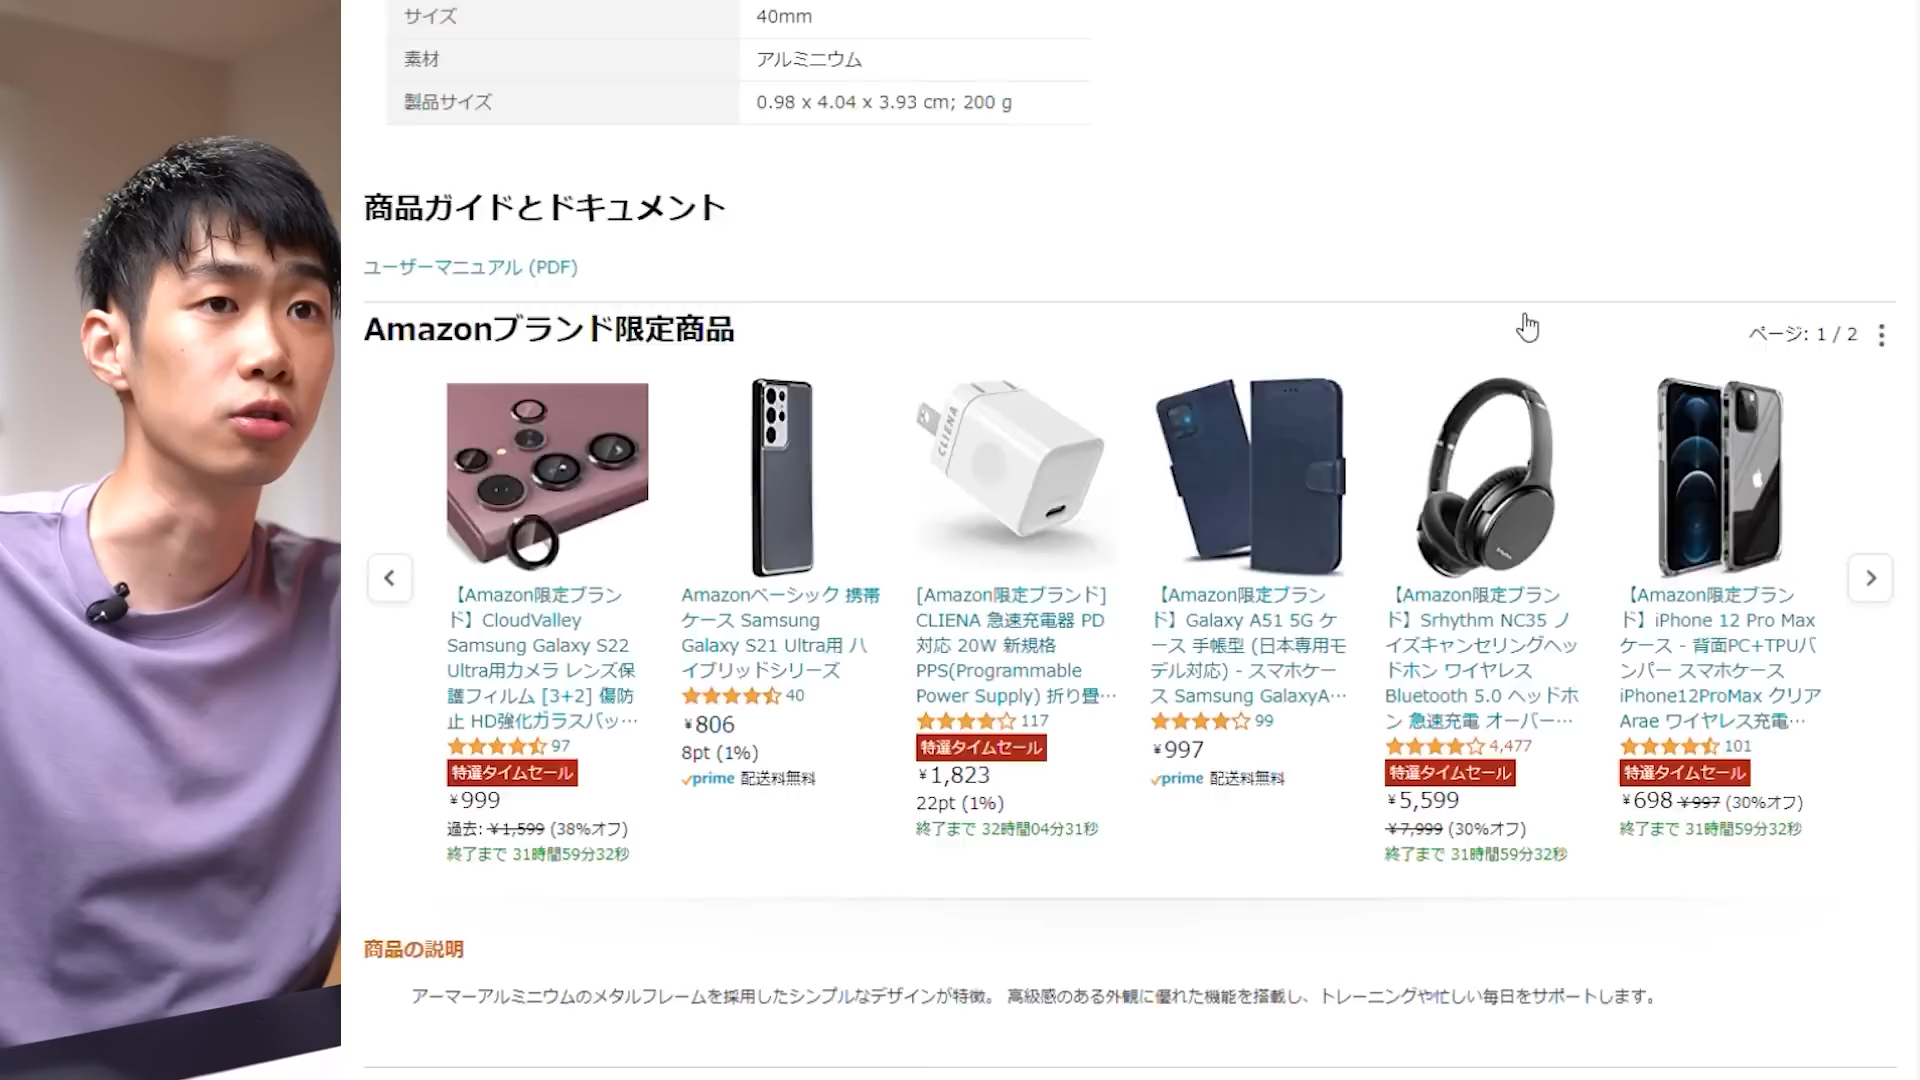 サイズ 40mm
素材 アルミニウム
製品サイズ 0.98 x 4.04 x 3.93 cm; 200 g
商品ガイドとドキュメント
ユーザーマニュアル (PDF)
Amazonブランド限定商品
ページ: 1 / 2
CLIENA
【Amazon限定ブラン
ド】CloudValley
Samsung Galaxy S22
Ultra用カメラ レンズ保
護フィルム [3+2] 傷防
止 HD強化ガラスバッ…
97
特選タイムセール
¥999
過去: ¥1,599 (38%オフ)
終了まで 31時間59分32秒
Amazonベーシック 携帯
ケース Samsung
Galaxy S21 Ultra用 ハ
イブリッドシリーズ
40
¥806
8pt (1%)
prime 配送料無料
[Amazon限定ブランド]
CLIENA 急速充電器 PD
対応 20W 新規格
PPS(Programmable
Power Supply) 折り畳…
117
特選タイムセール
¥1,823
22pt (1%)
終了まで 32時間04分31秒
【Amazon限定ブラン
ド】Galaxy A51 5G ケ
ース 手帳型 (日本専用モ
デル対応) - スマホケー
ス Samsung GalaxyA…
99
¥997
prime 配送料無料
【Amazon限定ブラン
ド】Srhythm NC35 ノ
イズキャンセリングヘッ
ドホン ワイヤレス
Bluetooth 5.0 ヘッドホ
ン 急速充電 オーバー…
4,477
特選タイムセール
¥5,599
¥7,999 (30%オフ)
終了まで 31時間59分32秒
【Amazon限定ブラン
ド】iPhone 12 Pro Max
ケース - 背面PC+TPUバ
ンパー スマホケース
iPhone12ProMax クリア
Arae ワイヤレス充電…
101
特選タイムセール
¥698 ¥997 (30%オフ)
終了まで 31時間59分32秒
商品の説明
アーマーアルミニウムのメタルフレームを採用したシンプルなデザインが特徴。 高級感のある外観に優れた機能を搭載し、トレーニングや忙しい毎日をサポートします。